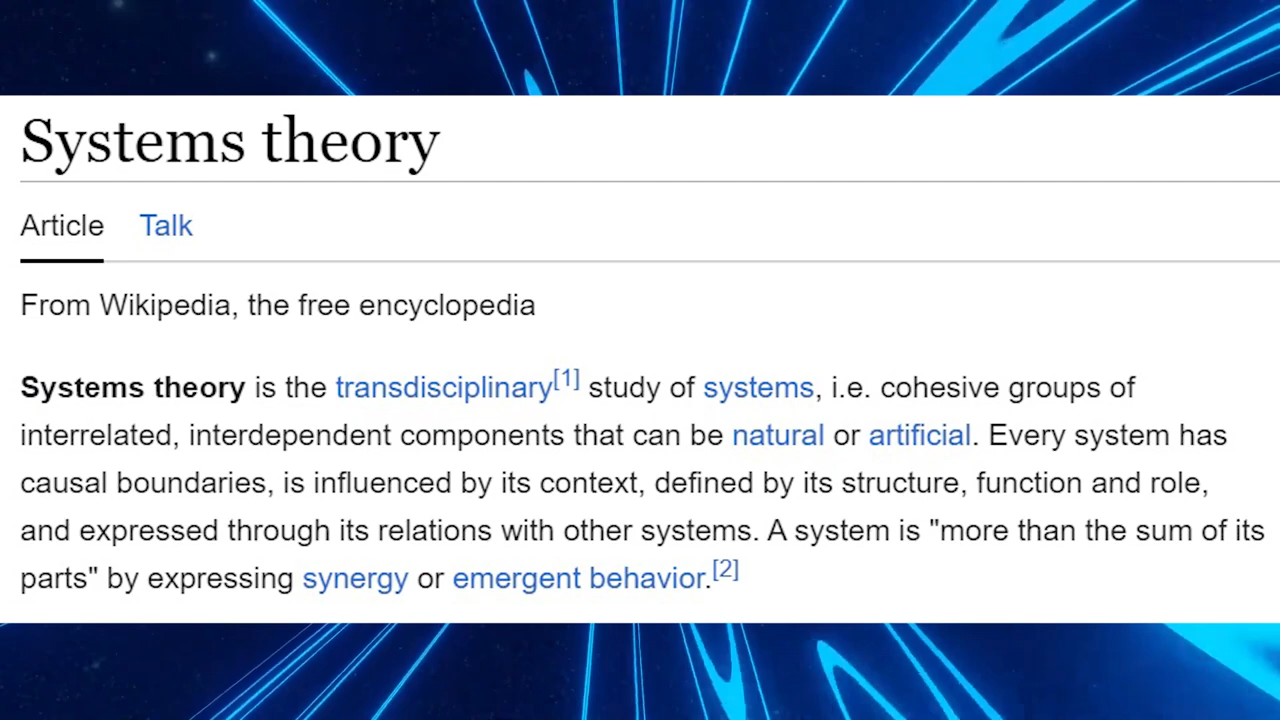 Systems theory
Article Talk
From Wikipedia, the free encyclopedia
Systems theory is the transdisciplinary[1] study of systems, i.e. cohesive groups of
interrelated, interdependent components that can be natural or artificial. Every system has
causal boundaries, is influenced by its context, defined by its structure, function and role,
and expressed through its relations with other systems. A system is "more than the sum of its
parts" by expressing synergy or emergent behavior.[2]